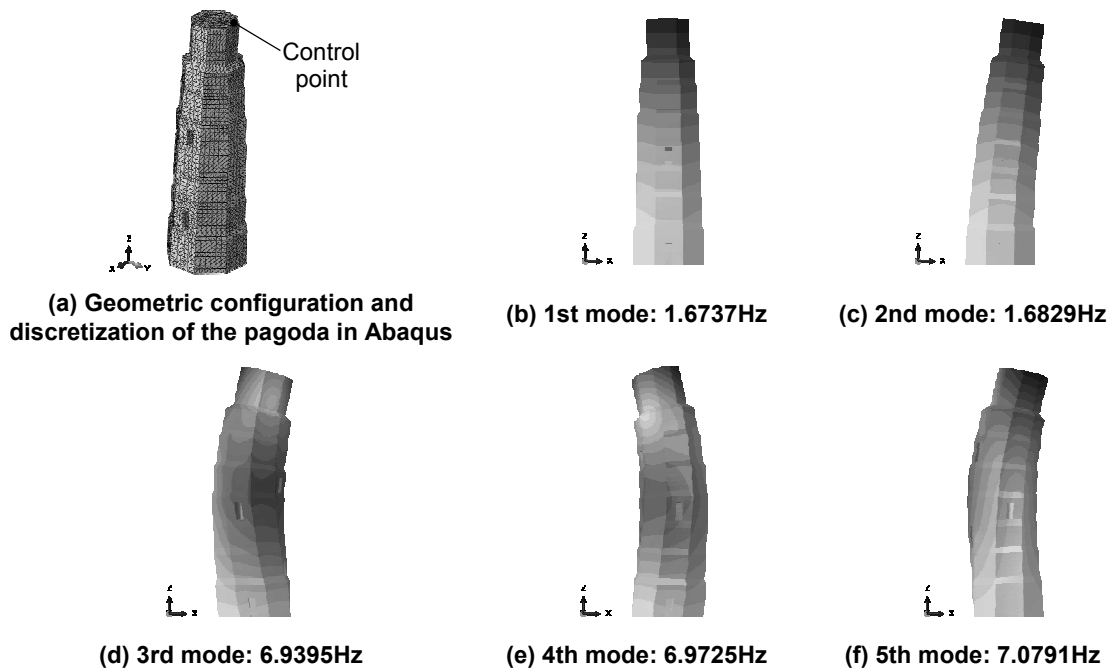 Control
point
Z
X
Y
(a) Geometric configuration and
discretization of the pagoda in Abaqus
Z
X
(b) 1st mode: 1.6737Hz
Z
X
(c) 2nd mode: 1.6829Hz
Z
X
(d) 3rd mode: 6.9395Hz
Z
X
(e) 4th mode: 6.9725Hz
Z
X
(f) 5th mode: 7.0791Hz